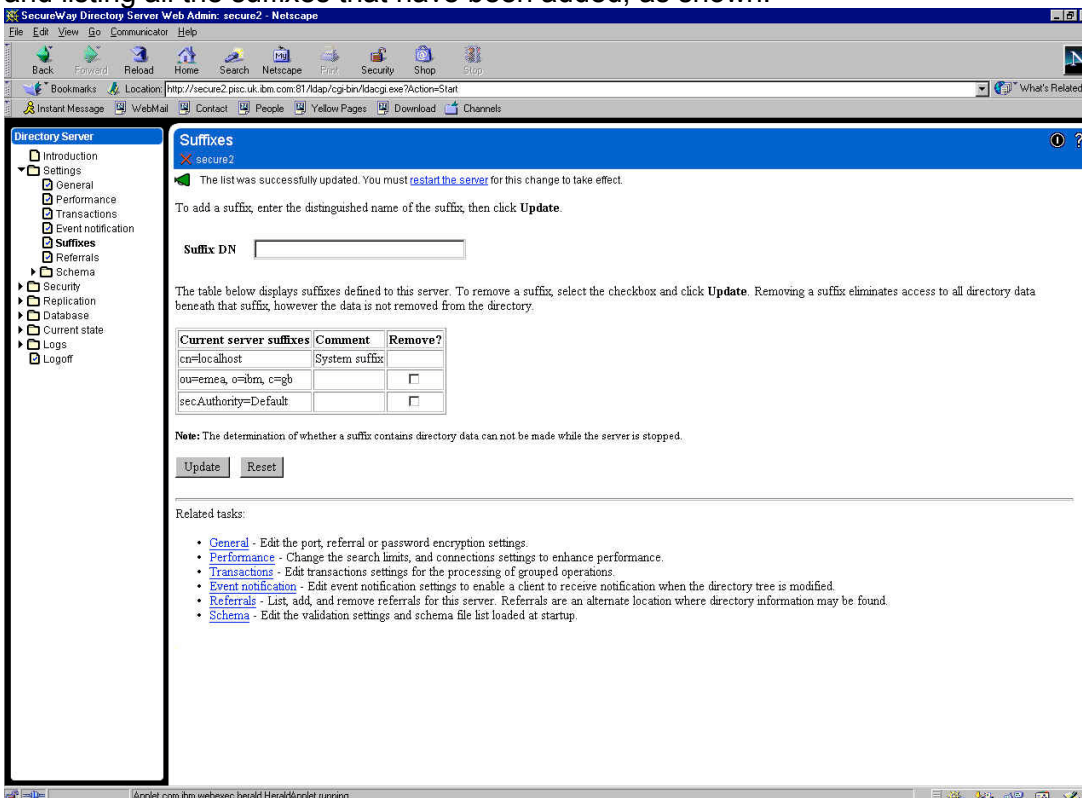 and listing all the suffixes that have been added, as shown.
SecureWay Directory Server Web Admin: secure2 - Netscape
File Edit View Go Communicator Help
Back Forward Reload Home Search Netscape Print Security Shop Stop
Bookmarks Location: http://secure2.pisc.uk.ibm.com:81/ldap/cgi-bin/ldacgi.exe?Action=Start What's Related
Instant Message WebMail Contact People Yellow Pages Download Channels
Directory Server
Introduction
Settings
General
Performance
Transactions
Event notification
Suffixes
Referrals
Schema
Security
Replication
Database
Current state
Logs
Logoff
Suffixes
secure2
The list was successfully updated. You must restart the server for this change to take effect.
To add a suffix, enter the distinguished name of the suffix, then click Update.
Suffix DN
The table below displays suffixes defined to this server. To remove a suffix, select the checkbox and click Update. Removing a suffix eliminates access to all directory data
beneath that suffix, however the data is not removed from the directory.
Current server suffixes Comment Remove?
cn=localhost System suffix
ou=emea, o=ibm, c=gb
secAuthority=Default
Note: The determination of whether a suffix contains directory data can not be made while the server is stopped.
Update Reset
Related tasks:
• General - Edit the port, referral or password encryption settings.
• Performance - Change the search limits, and connections settings to enhance performance.
• Transactions - Edit transactions settings for the processing of grouped operations.
• Event notification - Edit event notification settings to enable a client to receive notification when the directory tree is modified.
• Referrals - List, add, and remove referrals for this server. Referrals are an alternate location where directory information may be found.
• Schema - Edit the validation settings and schema file list loaded at startup.
Applet com.ibm.webexec.herald.HeraldApplet running